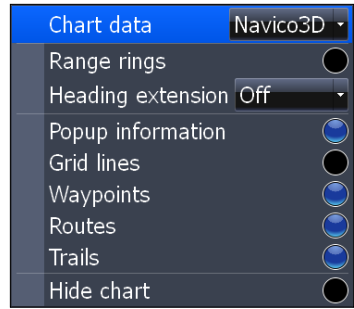 Chart data Navico3D
Range rings
Heading extension Off
Popup information
Grid lines
Waypoints
Routes
Trails
Hide chart